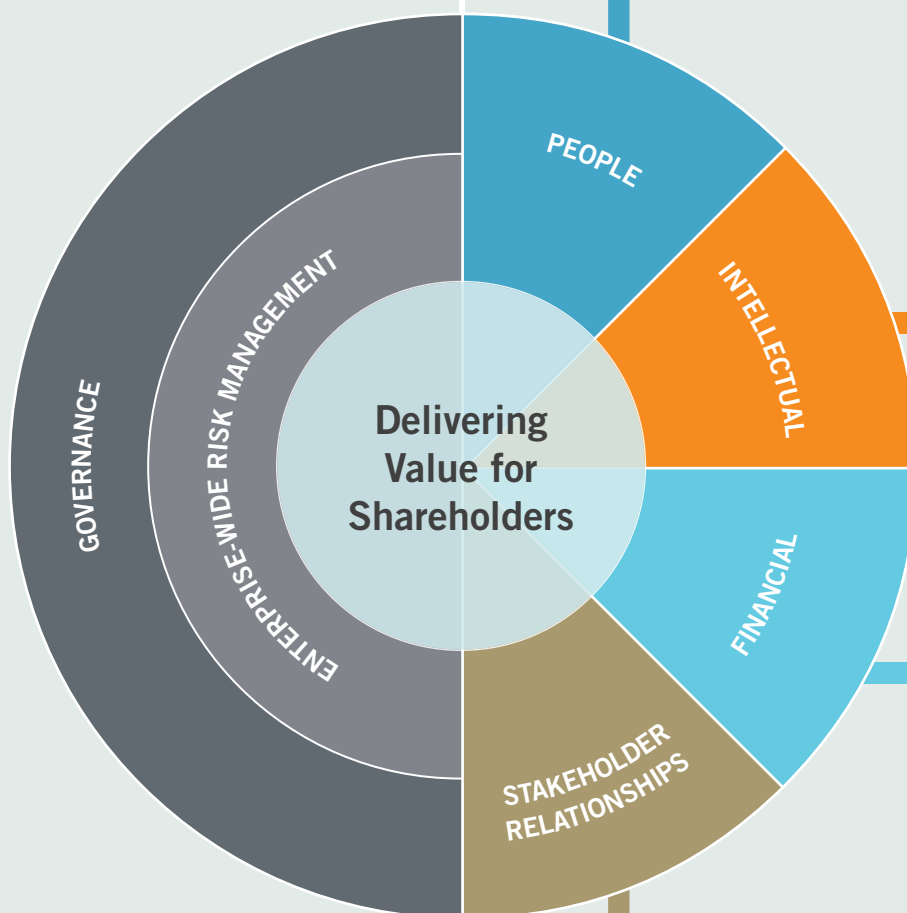 GOVERNANCE
ENTERPRISE-WIDE RISK MANAGEMENT
Delivering
Value for
Shareholders
PEOPLE
INTELLECTUAL
FINANCIAL
STAKEHOLDER
RELATIONSHIPS